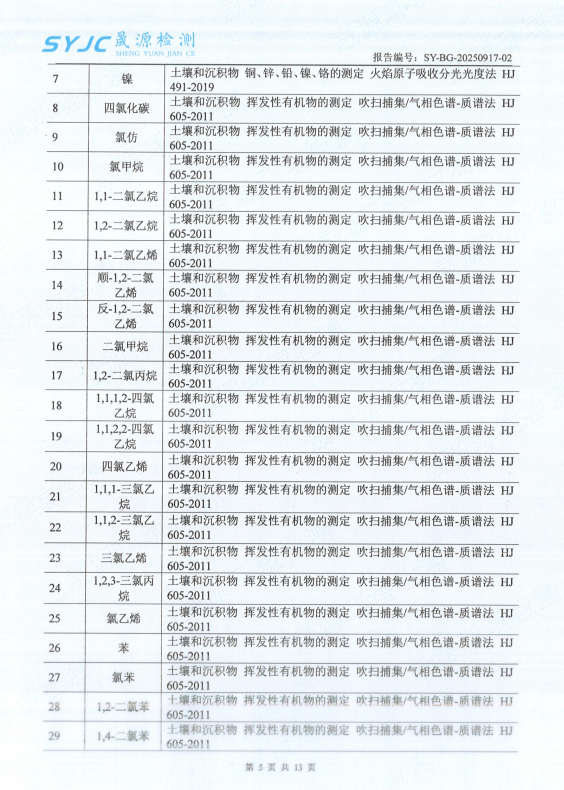 SYJC 晟源检测
SHENG YUAN JIAN CE
报告编号：SY-BG-20250917-02
7 镍 土壤和沉积物 铜、锌、铅、镍、铬的测定 火焰原子吸收分光光度法 HJ
491-2019
8 四氯化碳 土壤和沉积物 挥发性有机物的测定 吹扫捕集/气相色谱-质谱法 HJ
605-2011
9 氯仿 土壤和沉积物 挥发性有机物的测定 吹扫捕集/气相色谱-质谱法 HJ
605-2011
10 氯甲烷 土壤和沉积物 挥发性有机物的测定 吹扫捕集/气相色谱-质谱法 HJ
605-2011
11 1,1-二氯乙烷 土壤和沉积物 挥发性有机物的测定 吹扫捕集/气相色谱-质谱法 HJ
605-2011
12 1,2-二氯乙烷 土壤和沉积物 挥发性有机物的测定 吹扫捕集/气相色谱-质谱法 HJ
605-2011
13 1,1-二氯乙烯 土壤和沉积物 挥发性有机物的测定 吹扫捕集/气相色谱-质谱法 HJ
605-2011
14 顺-1,2-二氯 土壤和沉积物 挥发性有机物的测定 吹扫捕集/气相色谱-质谱法 HJ
乙烯 605-2011
15 反-1,2-二氯 土壤和沉积物 挥发性有机物的测定 吹扫捕集/气相色谱-质谱法 HJ
乙烯 605-2011
16 二氯甲烷 土壤和沉积物 挥发性有机物的测定 吹扫捕集/气相色谱-质谱法 HJ
605-2011
17 1,2-二氯丙烷 土壤和沉积物 挥发性有机物的测定 吹扫捕集/气相色谱-质谱法 HJ
605-2011
18 1,1,1,2-四氯 土壤和沉积物 挥发性有机物的测定 吹扫捕集/气相色谱-质谱法 HJ
乙烷 605-2011
19 1,1,2,2-四氯 土壤和沉积物 挥发性有机物的测定 吹扫捕集/气相色谱-质谱法 HJ
乙烷 605-2011
20 四氯乙烯 土壤和沉积物 挥发性有机物的测定 吹扫捕集/气相色谱-质谱法 HJ
605-2011
21 1,1,1-三氯乙 土壤和沉积物 挥发性有机物的测定 吹扫捕集/气相色谱-质谱法 HJ
烷 605-2011
22 1,1,2-三氯乙 土壤和沉积物 挥发性有机物的测定 吹扫捕集/气相色谱-质谱法 HJ
烷 605-2011
23 三氯乙烯 土壤和沉积物 挥发性有机物的测定 吹扫捕集/气相色谱-质谱法 HJ
605-2011
24 1,2,3-三氯丙 土壤和沉积物 挥发性有机物的测定 吹扫捕集/气相色谱-质谱法 HJ
烷 605-2011
25 氯乙烯 土壤和沉积物 挥发性有机物的测定 吹扫捕集/气相色谱-质谱法 HJ
605-2011
26 苯 土壤和沉积物 挥发性有机物的测定 吹扫捕集/气相色谱-质谱法 HJ
605-2011
27 氯苯 土壤和沉积物 挥发性有机物的测定 吹扫捕集/气相色谱-质谱法 HJ
605-2011
28 1,2-二氯苯 土壤和沉积物 挥发性有机物的测定 吹扫捕集/气相色谱-质谱法 HJ
605-2011
29 1,4-二氯苯 土壤和沉积物 挥发性有机物的测定 吹扫捕集/气相色谱-质谱法 HJ
605-2011
第 5 页 共 13 页